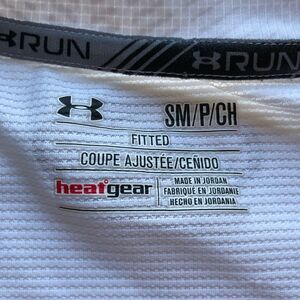 RUN RUN
SM/P/CH
FITTED
COUPE AJUSTÉE/CEÑIDO
heatgear
MADE IN JORDAN
FABRIQUÉ EN JORDANIE
HECHO EN JORDANIA